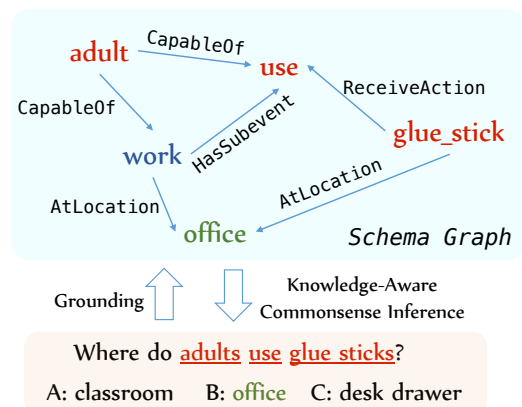 CapableOf
adult
use
CapableOf
ReceiveAction
HasSubevent
glue_stick
work
AtLocation
AtLocation
office
Schema Graph
Grounding
Knowledge-Aware
Commonsense Inference
Where do adults use glue sticks?
A: classroom B: office C: desk drawer